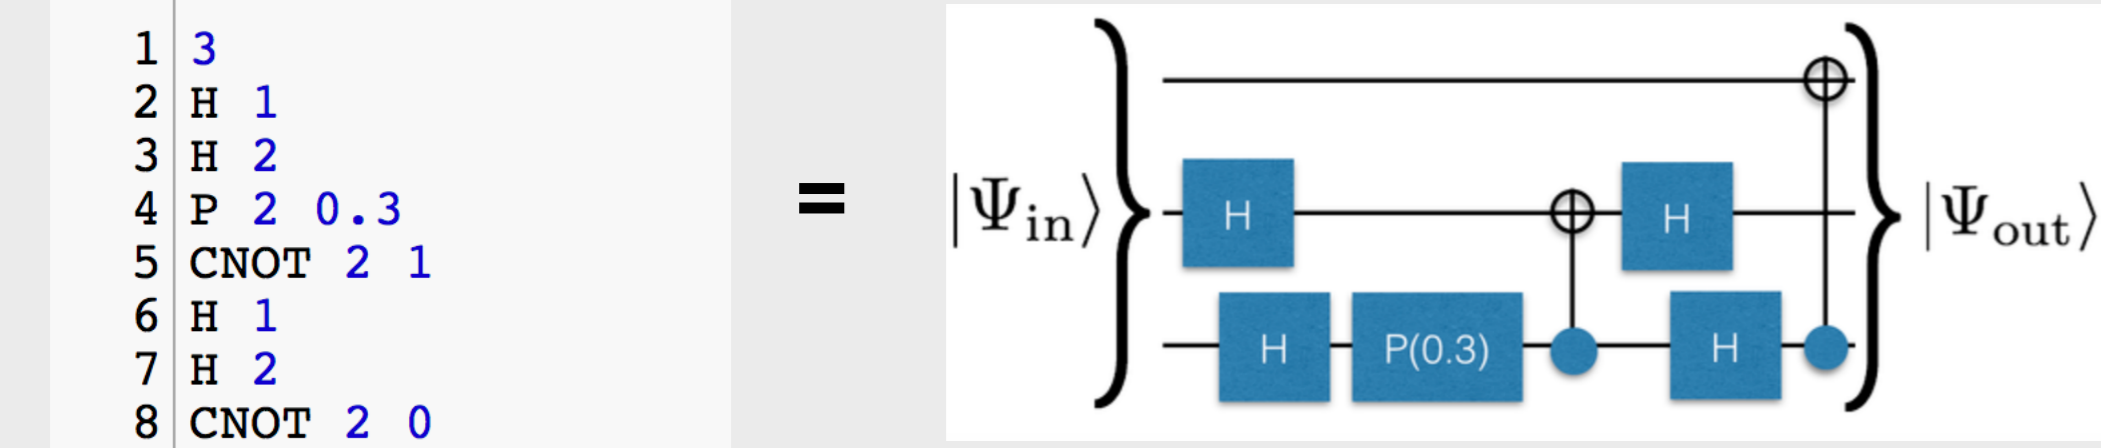 1 3
2 H 1
3 H 2
4 P 2 0.3
5 CNOT 2 1
6 H 1
7 H 2
8 CNOT 2 0
=
|Ψin⟩
H
H
H
P(0.3)
H
|Ψout⟩